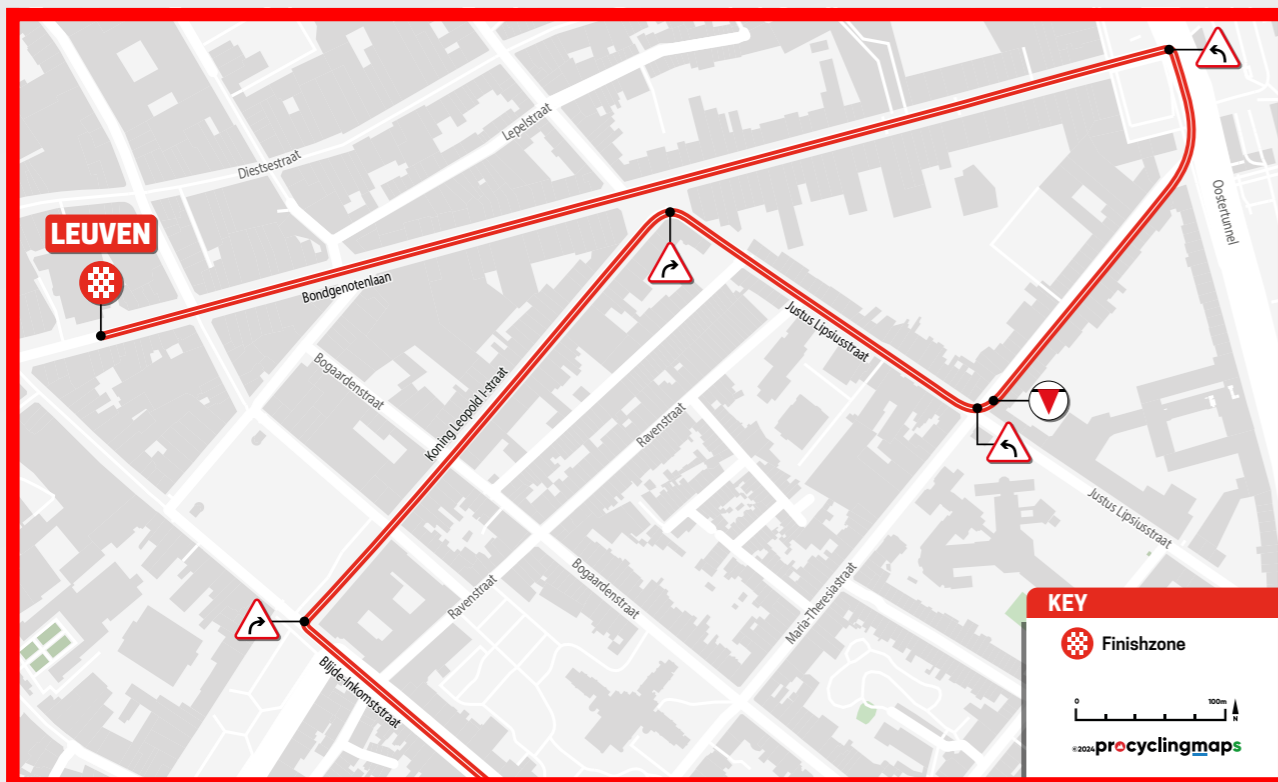 Lepelstraat
Diestsestraat
LEUVEN
Oostertunnel
Bondgenotenlaan
Justus Lipsiusstraat
Bogaardenstraat
Koning Leopold I-straat
Ravenstraat
Justus Lipsiusstraat
Ravenstraat
Bogaardenstraat
Maria-Theresiastraat
Blijde-Inkomststraat
KEY
Finishzone
0 100m
N
©2024 procyclingmaps